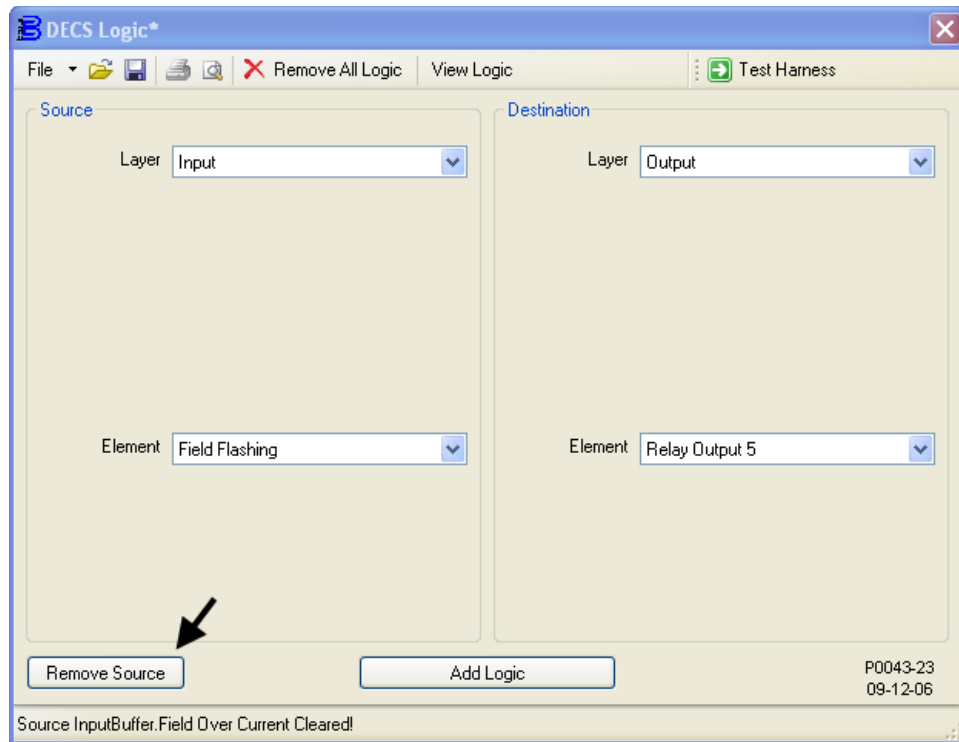 DECS Logic*
File Remove All Logic View Logic Test Harness
Source Destination
Layer Input Layer Output
Element Field Flashing Element Relay Output 5
Remove Source Add Logic P0043-23
09-12-06
Source InputBuffer.Field Over Current Cleared!